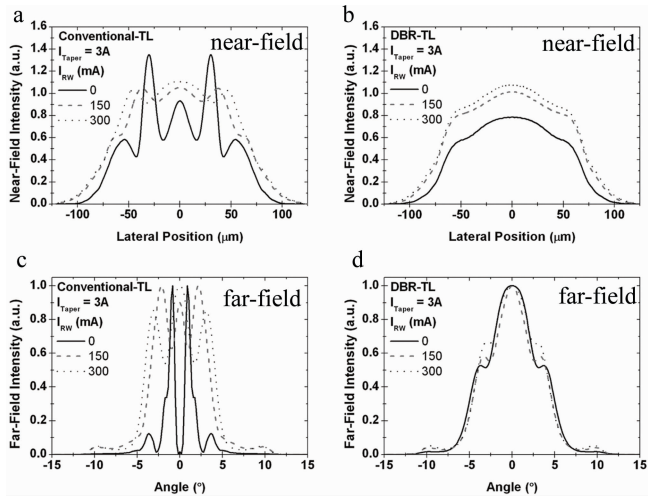 a
Conventional-TL
near-field
I_Taper = 3A
I_RW (mA)
0
150
300
1.6
1.4
1.2
1.0
0.8
0.6
0.4
0.2
0.0
Near-Field Intensity (a.u.)
-100 -50 0 50 100
Lateral Position (μm)
b
DBR-TL
near-field
I_Taper = 3A
I_RW (mA)
0
150
300
1.6
1.4
1.2
1.0
0.8
0.6
0.4
0.2
0.0
Near-Field Intensity (a.u.)
-100 -50 0 50 100
Lateral Position (μm)
c
Conventional-TL
far-field
I_Taper = 3A
I_RW (mA)
0
150
300
1.0
0.8
0.6
0.4
0.2
0.0
Far-Field Intensity (a.u.)
-15 -10 -5 0 5 10 15
Angle (°)
d
DBR-TL
far-field
I_Taper = 3A
I_RW (mA)
0
150
300
1.0
0.8
0.6
0.4
0.2
0.0
Far-Field Intensity (a.u.)
-15 -10 -5 0 5 10 15
Angle (°)